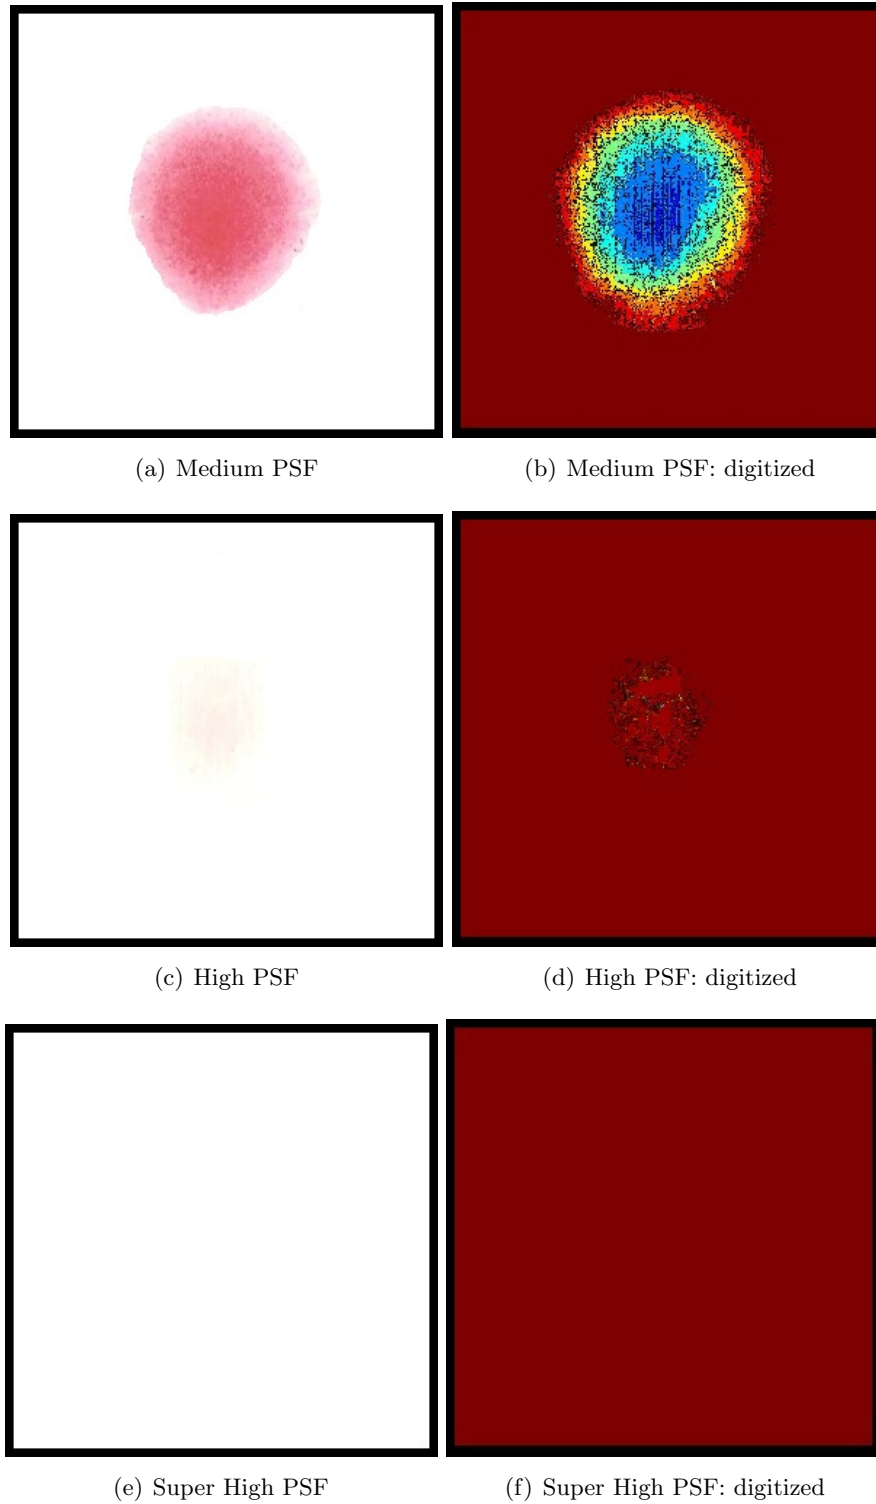 (a) Medium PSF
(b) Medium PSF: digitized
(c) High PSF
(d) High PSF: digitized
(e) Super High PSF
(f) Super High PSF: digitized